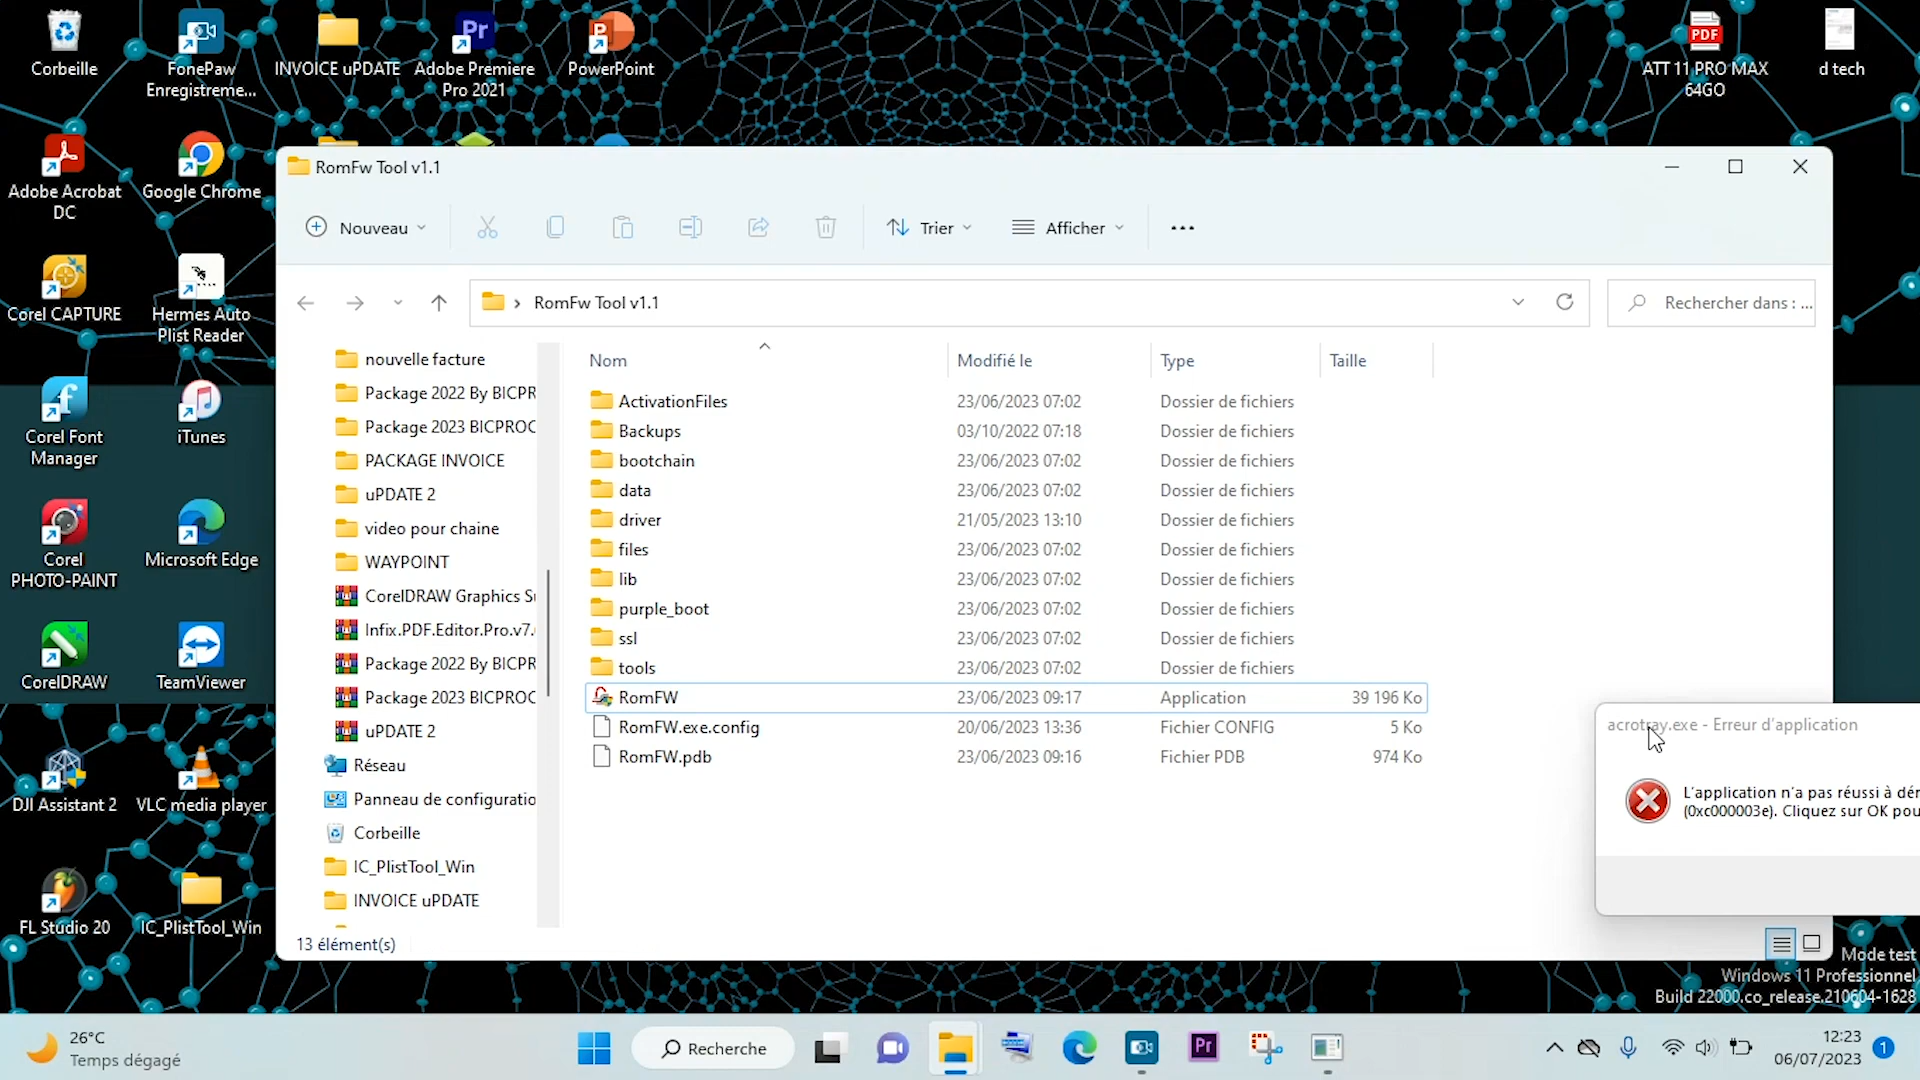 Corbeille
FonePaw
Enregistreme...
INVOICE uPDATE
Adobe Premiere
Pro 2021
PowerPoint
ATT 11 PRO MAX
64GO
d tech
Adobe Acrobat
DC
Google Chrome
Corel CAPTURE
Hermes Auto
Plist Reader
Corel Font
Manager
iTunes
Corel
PHOTO-PAINT
Microsoft Edge
CorelDRAW
TeamViewer
DJI Assistant 2
VLC media player
FL Studio 20
IC_PlistTool_Win
RomFw Tool v1.1
Nouveau
Trier
Afficher
RomFw Tool v1.1
Rechercher dans : ...
nouvelle facture
Package 2022 By BICPR
Package 2023 BICPROC
PACKAGE INVOICE
uPDATE 2
video pour chaine
WAYPOINT
CorelDRAW Graphics
Infix.PDF.Editor.Pro.v7.
Package 2022 By BICPR
Package 2023 BICPROC
uPDATE 2
Réseau
Panneau de configuratio
Corbeille
IC_PlistTool_Win
INVOICE uPDATE
Nom Modifié le Type Taille
ActivationFiles 23/06/2023 07:02 Dossier de fichiers
Backups 03/10/2022 07:18 Dossier de fichiers
bootchain 23/06/2023 07:02 Dossier de fichiers
data 23/06/2023 07:02 Dossier de fichiers
driver 21/05/2023 13:10 Dossier de fichiers
files 23/06/2023 07:02 Dossier de fichiers
lib 23/06/2023 07:02 Dossier de fichiers
purple_boot 23/06/2023 07:02 Dossier de fichiers
ssl 23/06/2023 07:02 Dossier de fichiers
tools 23/06/2023 07:02 Dossier de fichiers
RomFW 23/06/2023 09:17 Application 39 196 Ko
RomFW.exe.config 20/06/2023 13:36 Fichier CONFIG 5 Ko
RomFW.pdb 23/06/2023 09:16 Fichier PDB 974 Ko
13 élément(s)
acrotray.exe - Erreur d'application
L'application n'a pas réussi à dér
(0xc000003e). Cliquez sur OK pou
Mode test
Windows 11 Professionnel
Build 22000.co_release.210604-1628
26°C
Temps dégagé
Recherche
12:23
06/07/2023
1